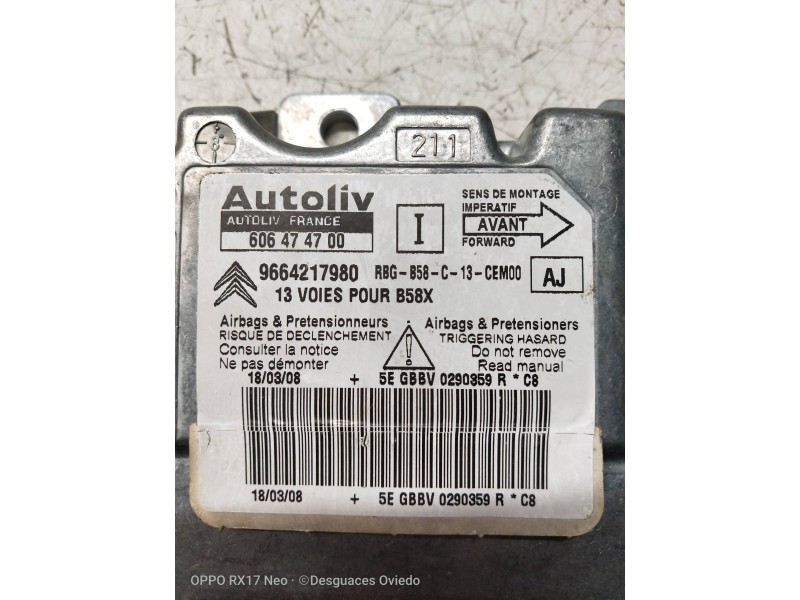 211
Autoliv
AUTOLIV FRANCE
606 47 47 00
I
SENS DE MONTAGE
IMPERATIF
AVANT
FORWARD
9664217980 RBG-B58-C-13-CEM00
AJ
13 VOIES POUR B58X
Airbags & Pretensionneurs
RISQUE DE DECLENCHEMENT
Consulter la notice
Ne pas démonter
Airbags & Pretensioners
TRIGGERING HASARD
Do not remove
Read manual
18/03/08 + 5E GBBV 0290359 R * C8
18/03/08 + 5E GBBV 0290359 R * C8
OPPO RX17 Neo · ©Desguaces Oviedo